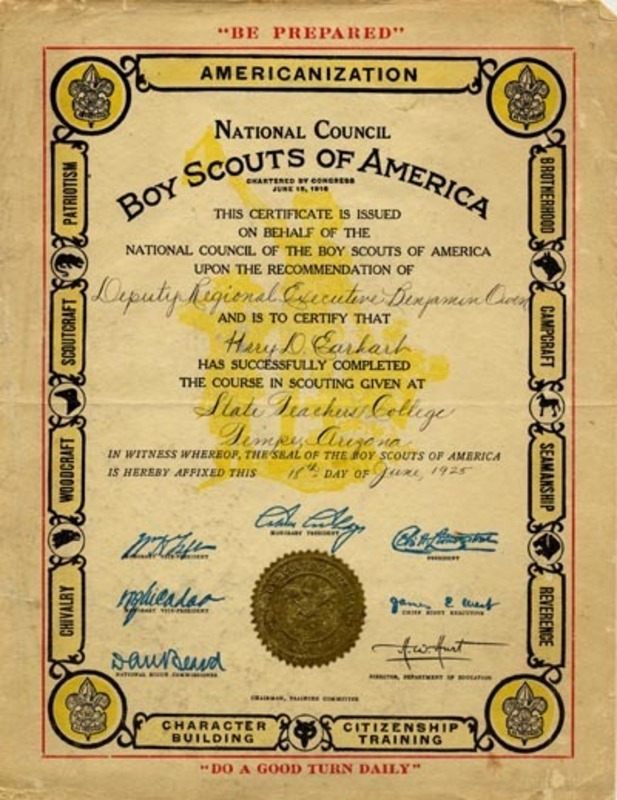 "BE PREPARED"
AMERICANIZATION
NATIONAL COUNCIL
BOY SCOUTS OF AMERICA
CHARTERED BY CONGRESS
JUNE 15, 1916
THIS CERTIFICATE IS ISSUED
ON BEHALF OF THE
NATIONAL COUNCIL OF THE BOY SCOUTS OF AMERICA
UPON THE RECOMMENDATION OF
Deputy Regional Executive Benjamin Owen
AND IS TO CERTIFY THAT
Harry D. Earhart
HAS SUCCESSFULLY COMPLETED
THE COURSE IN SCOUTING GIVEN AT
State Teachers College
Tempe, Arizona
IN WITNESS WHEREOF, THE SEAL OF THE BOY SCOUTS OF AMERICA
IS HEREBY AFFIXED THIS 18th DAY OF June, 1925
PATRIOTISM
SCOUTCRAFT
WOODCRAFT
CHIVALRY
BROTHERHOOD
CAMPCRAFT
SEAMANSHIP
REVERENCE
HONORARY PRESIDENT
HONORARY VICE-PRESIDENT
PRESIDENT
HONORARY VICE-PRESIDENT
James E. West
CHIEF SCOUT EXECUTIVE
Dan Beard
NATIONAL SCOUT COMMISSIONER
A.W. Hurt
DIRECTOR, DEPARTMENT OF EDUCATION
CHAIRMAN, TRAINING COMMITTEE
CHARACTER BUILDING
CITIZENSHIP TRAINING
"DO A GOOD TURN DAILY"